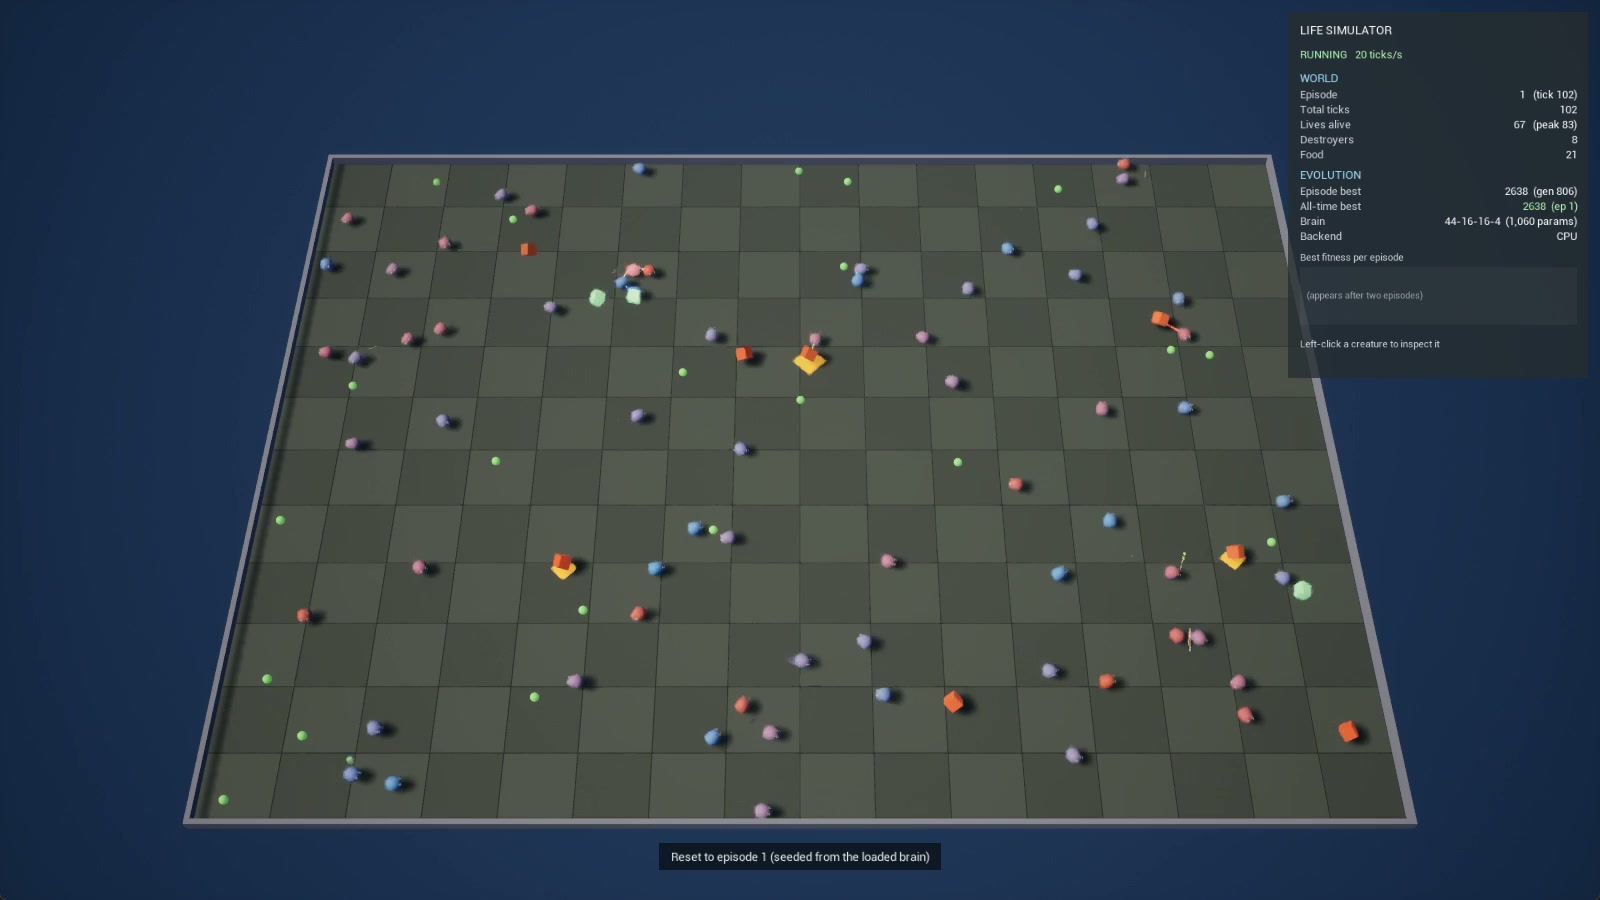 LIFE SIMULATOR
RUNNING 20 ticks/s
WORLD
Episode 1 (tick 102)
Total ticks 102
Lives alive 67 (peak 83)
Destroyers 8
Food 21
EVOLUTION
Episode best 2638 (gen 806)
All-time best 2638 (ep 1)
Brain 44-16-16-4 (1,060 params)
Backend CPU
Best fitness per episode
(appears after two episodes)
Left-click a creature to inspect it
Reset to episode 1 (seeded from the loaded brain)